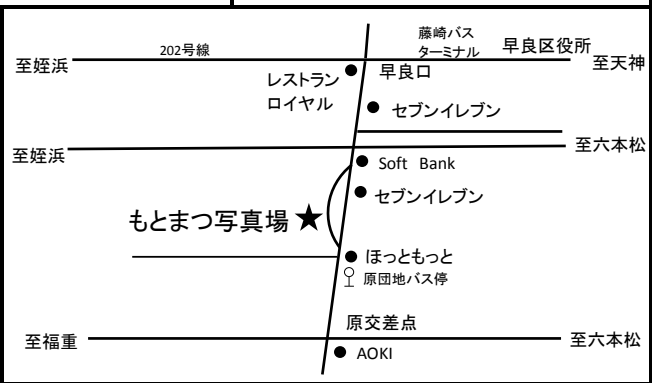 藤崎バス
ターミナル
早良区役所
202号線
至姪浜
至天神
早良口
レストラン
ロイヤル
セブンイレブン
至六本松
至姪浜
Soft Bank
セブンイレブン
もとまつ写真場
ほっともっと
原団地バス停
原交差点
至福重
至六本松
AOKI